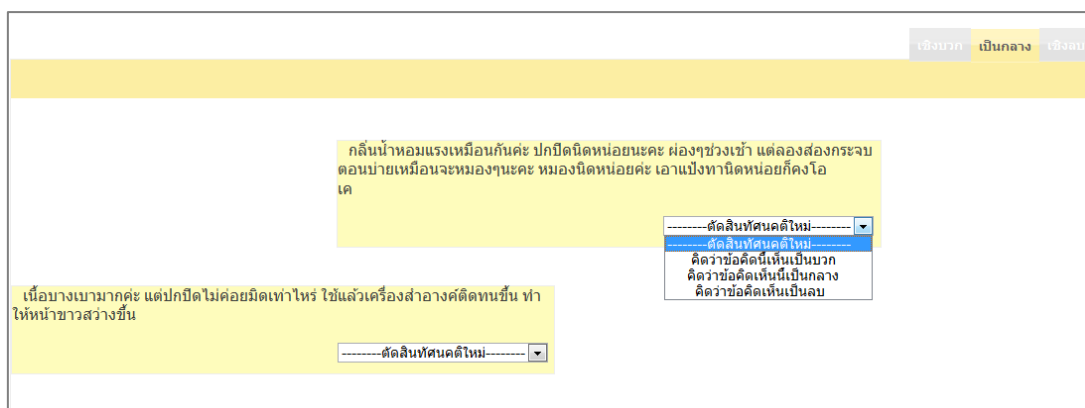 เชิงบวก เป็นกลาง เชิงลบ
กลิ่นน้ำหอมแรงเหมือนกันค่ะ ปกปิดนิดหน่อยนะคะ ผ่องๆช่วงเช้า แต่ลองส่องกระจบ
ตอนบ่ายเหมือนจะหมองๆนะคะ หมองนิดหน่อยค่ะ เอาแป้งทานิดหน่อยก็คงโอ
เค
--------ตัดสินทัศนคติใหม่--------
--------ตัดสินทัศนคติใหม่--------
คิดว่าข้อคิดนี้เห็นเป็นบวก
คิดว่าข้อคิดเห็นนี้เป็นกลาง
คิดว่าข้อคิดเห็นเป็นลบ
เนื้อบางเบามากค่ะ แต่ปกปิดไม่ค่อยมิดเท่าไหร่ ใช้แล้วเครื่องสำอางค์ติดทนขึ้น ทำ
ให้หน้าขาวสว่างขึ้น
--------ตัดสินทัศนคติใหม่--------